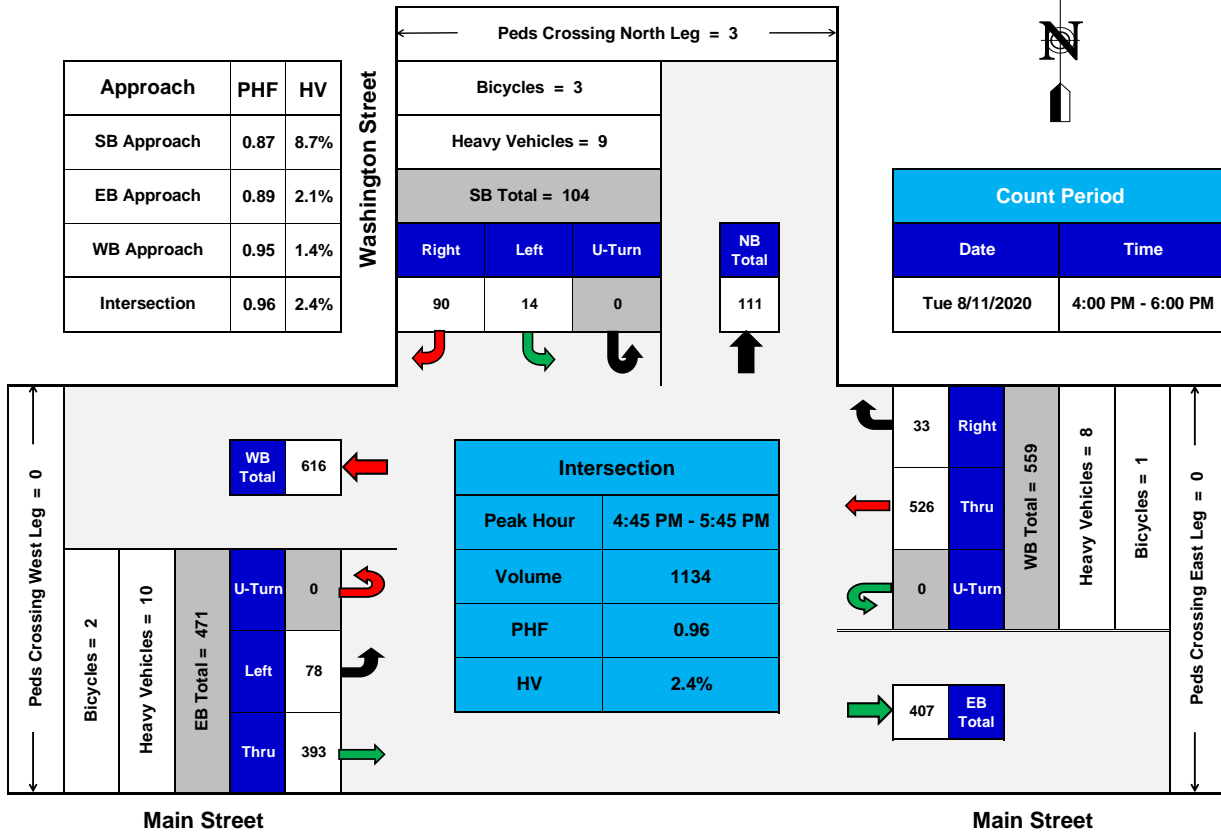 Peds Crossing North Leg = 3
N
Approach PHF HV
SB Approach 0.87 8.7%
EB Approach 0.89 2.1%
WB Approach 0.95 1.4%
Intersection 0.96 2.4%
Washington Street
Bicycles = 3
Heavy Vehicles = 9
SB Total = 104
Right Left U-Turn
90 14 0
NB
Total
111
Count Period
Date Time
Tue 8/11/2020 4:00 PM - 6:00 PM
Peds Crossing West Leg = 0
WB
Total
616
Bicycles = 2
Heavy Vehicles = 10
EB Total = 471
U-Turn 0
Left 78
Thru 393
Intersection
Peak Hour 4:45 PM - 5:45 PM
Volume 1134
PHF 0.96
HV 2.4%
33 Right
526 Thru
0 U-Turn
WB Total = 559
Heavy Vehicles = 8
Bicycles = 1
Peds Crossing East Leg = 0
407
EB
Total
Main Street
Main Street